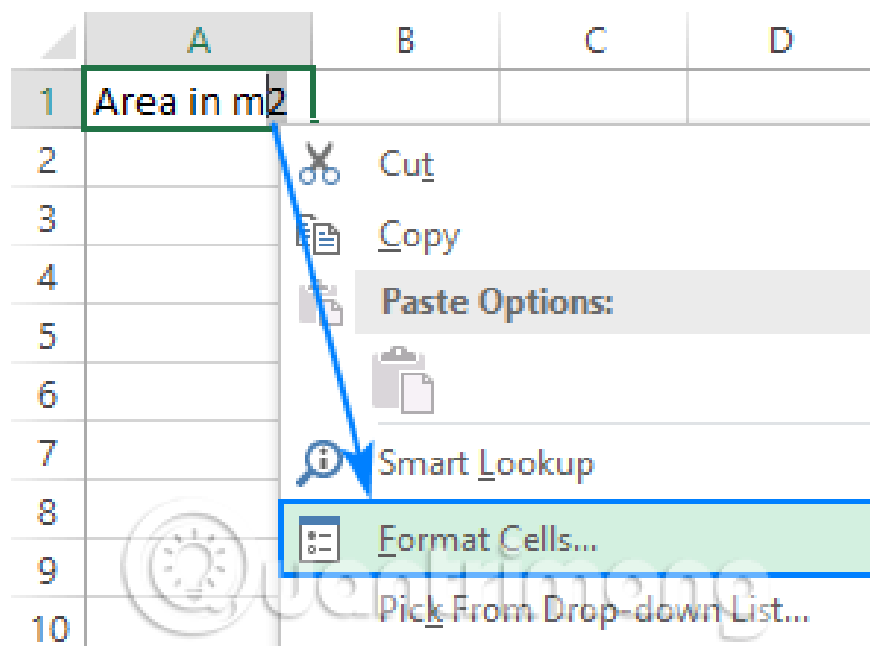 A B C D
1 Area in m2
2 Cut
3 Copy
4 Paste Options:
5
6
7 Smart Lookup
8
Format Cells...
9
uantrimang
10 Pick From Drop-down List...